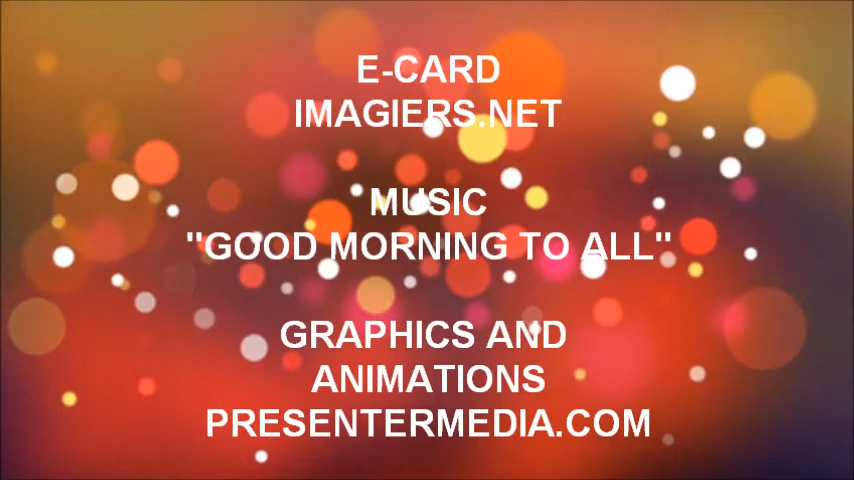 E-CARD
IMAGIERS.NET
MUSIC
"GOOD MORNING TO ALL"
GRAPHICS AND
ANIMATIONS
PRESENTERMEDIA.COM